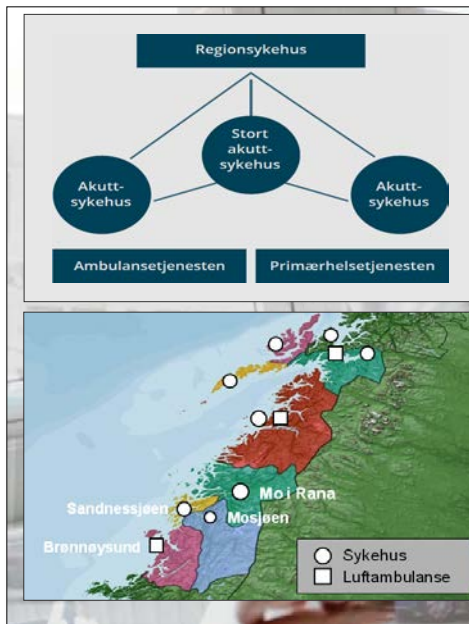 Regionsykehus
Stort
akutt-
sykehus
Akutt-
sykehus
Akutt-
sykehus
Ambulansetjenesten
Primærhelsetjenesten
Mo i Rana
Sandnessjøen
Mosjøen
Brønnøysund
Sykehus
Luftambulanse